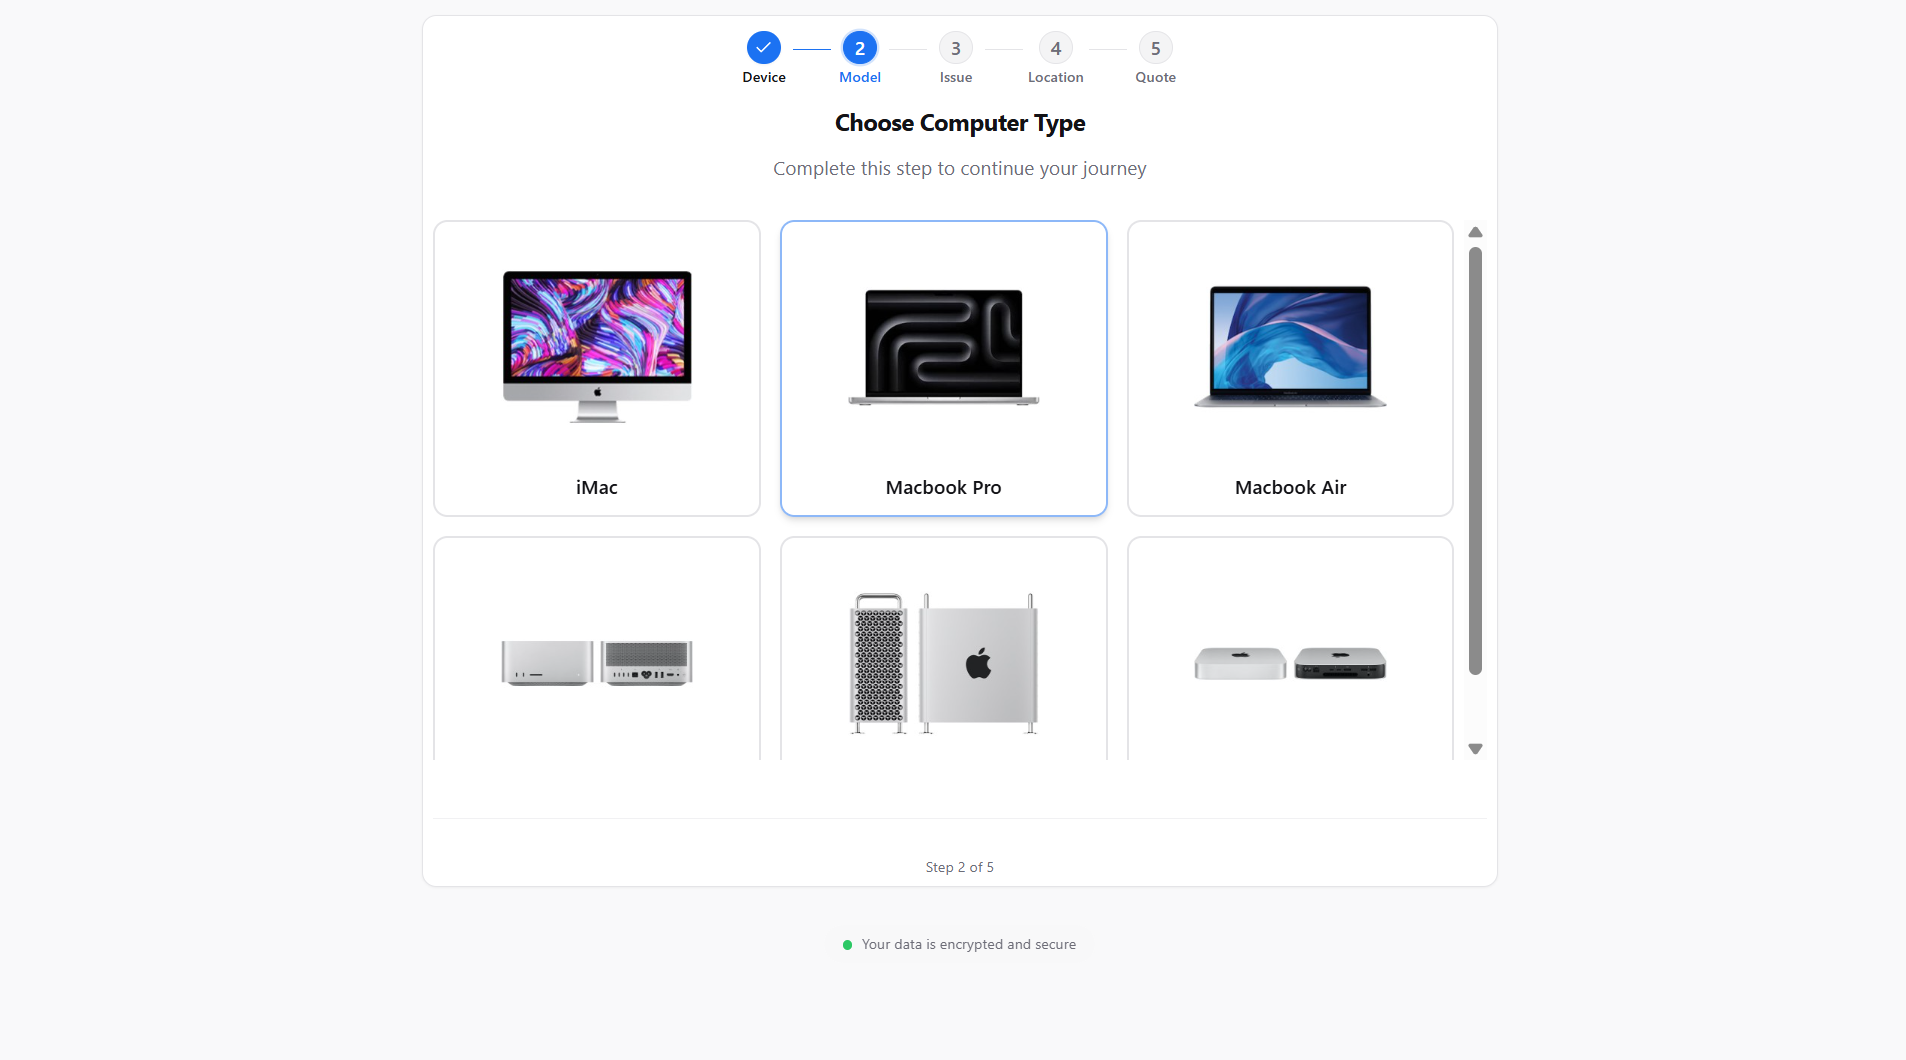 2 3 4 5
Device Model Issue Location Quote
Choose Computer Type
Complete this step to continue your journey
iMac Macbook Pro Macbook Air
Step 2 of 5
Your data is encrypted and secure